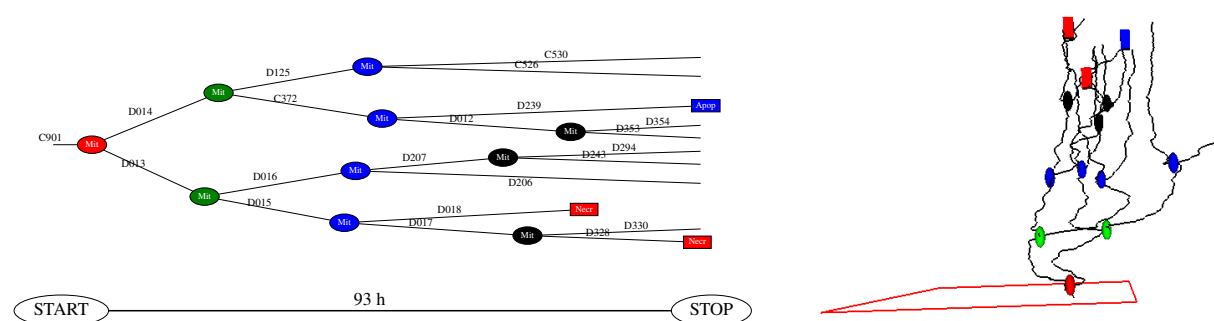 C530
C526
D125
Mit
Mit
C372
D239
Apop
D014
Mit
D012
D354
Mit
D353
C901
Mit
D294
D013
D207
Mit
D243
D016
Mit
D206
Mit
D015
D018
Necr
Mit
D017
D330
Mit
D328
Necr
START
93 h
STOP